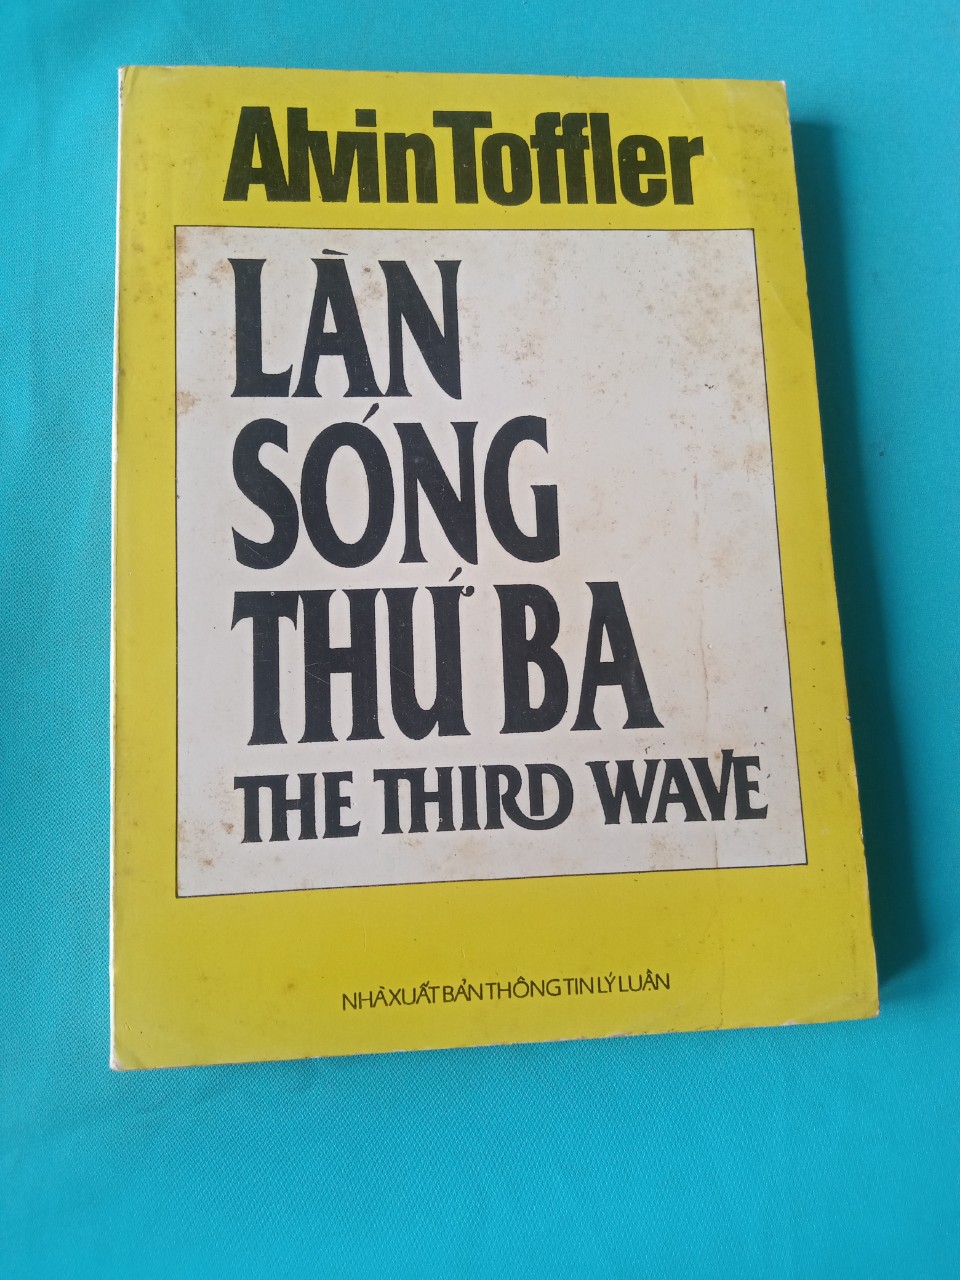 Alvin Toffler
LÀN
SÓNG
THỨ BA
THE THIRD WAVE
NHÀ XUẤT BẢN THÔNG TIN LÝ LUẬN